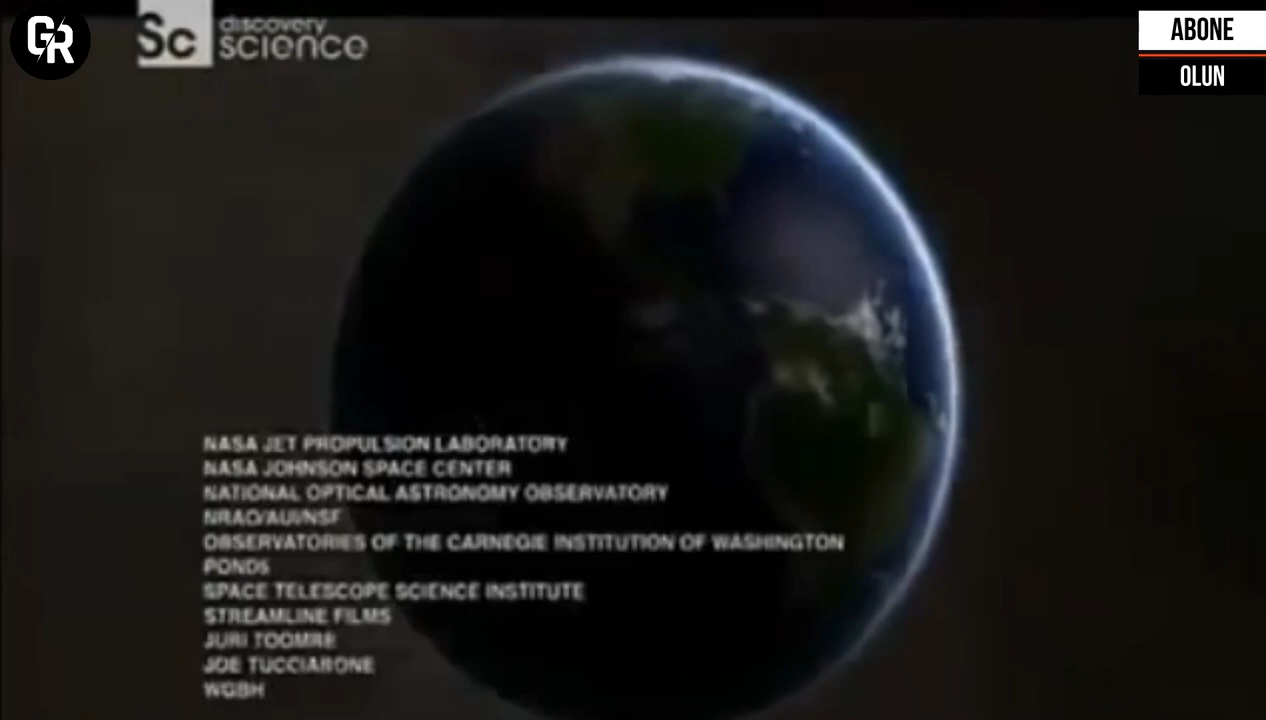 GR
Sc
discovery
science
ABONE
OLUN
NASA JET PROPULSION LABORATORY
NASA JOHNSON SPACE CENTER
NATIONAL OPTICAL ASTRONOMY OBSERVATORY
NRAO/AUI/NSF
OBSERVATORIES OF THE CARNEGIE INSTITUTION OF WASHINGTON
PONDS
SPACE TELESCOPE SCIENCE INSTITUTE
STREAMLINE FILMS
JURI TOOMRE
JOE TUCCIARONE
WGBH